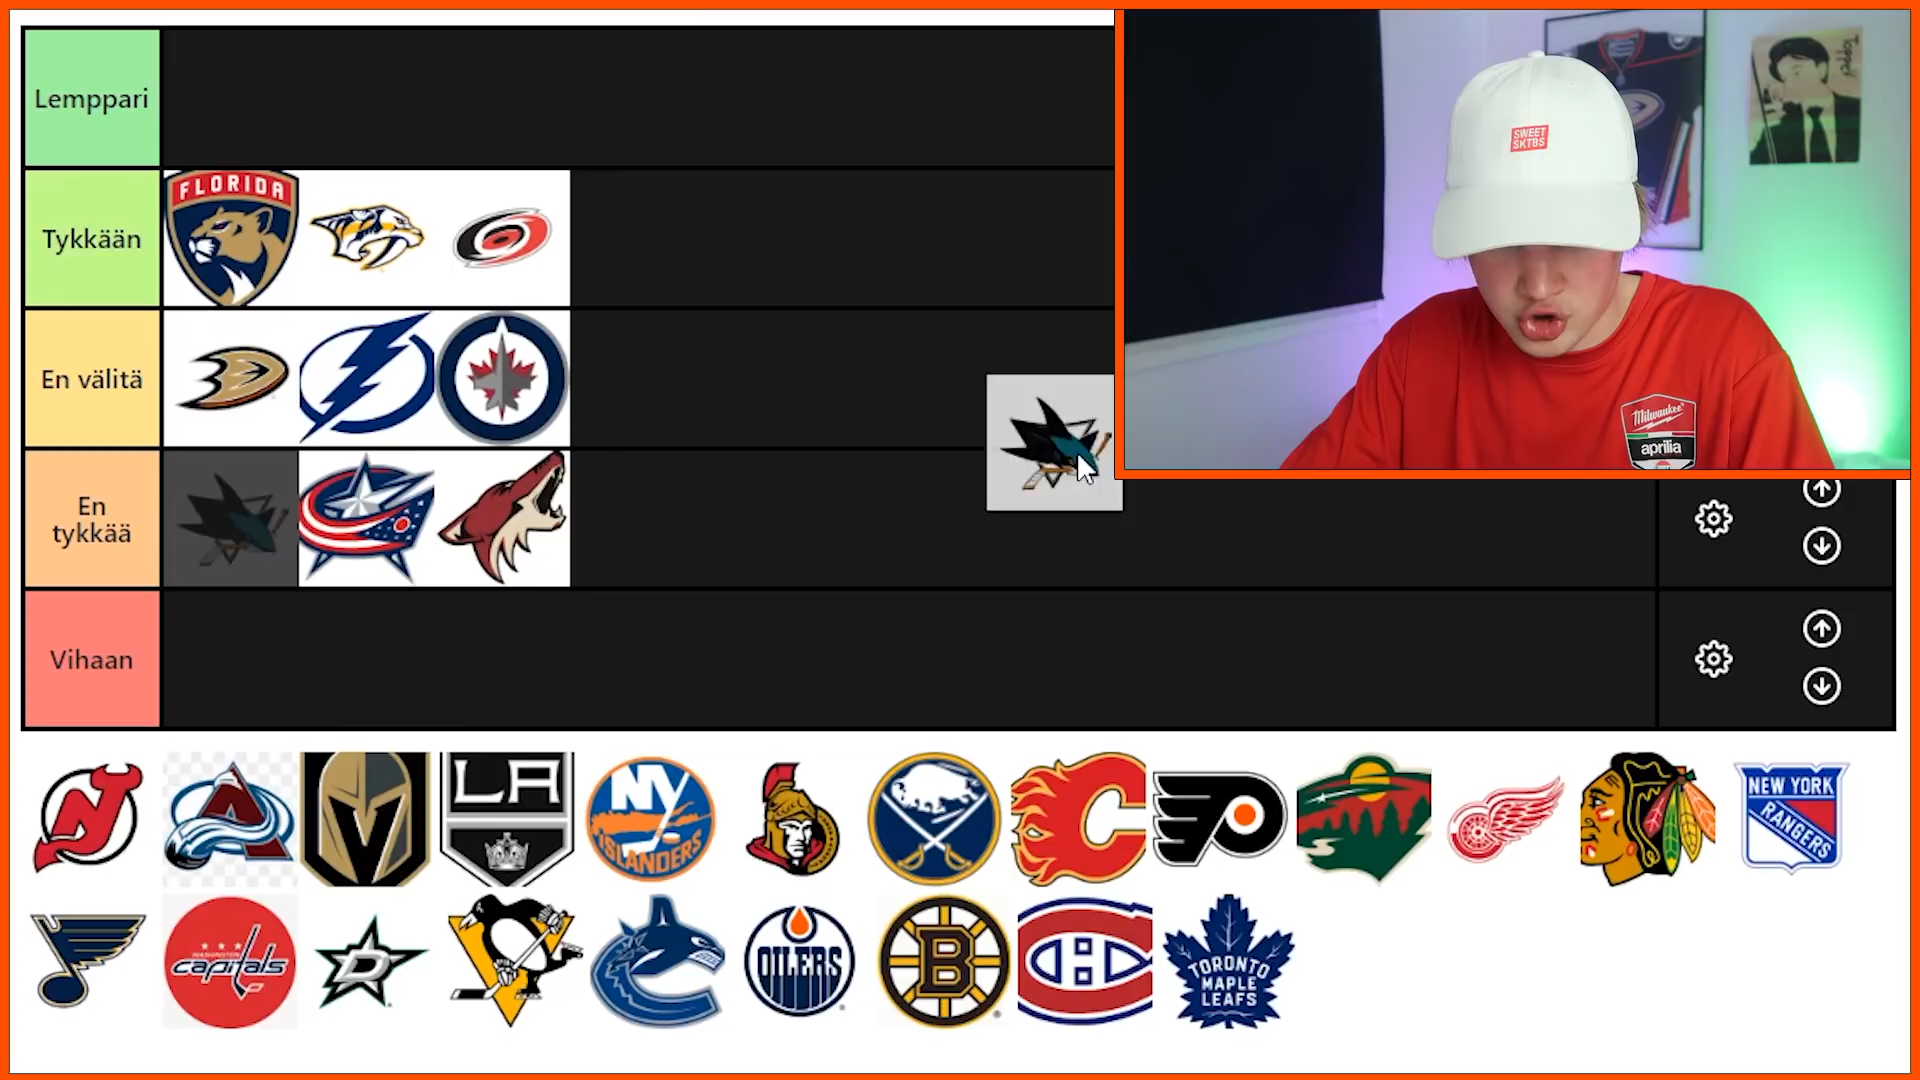 Lemppari
Tykkään
En välitä
En
tykkää
Vihaan
FLORIDA
SWEET
SKTBS
Milwaukee
aprilia
LA
NY
ISLANDERS
NEW YORK
RANGERS
WASHINGTON
capitals
D
OILERS
B
TORONTO
MAPLE
LEAFS